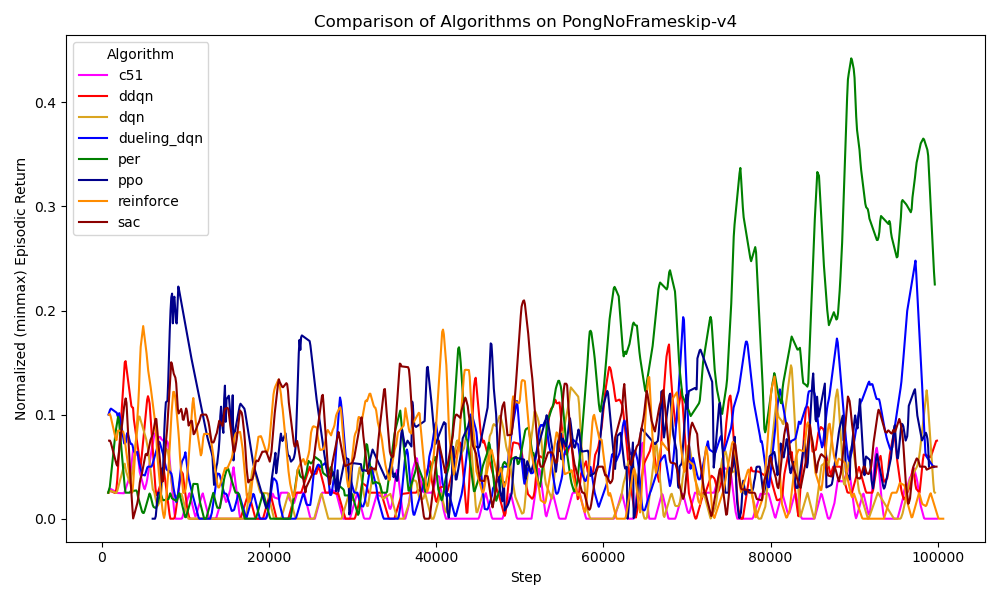 Comparison of Algorithms on PongNoFrameskip-v4
Algorithm
c51
ddqn
dqn
dueling_dqn
per
ppo
reinforce
sac
Normalized (minmax) Episodic Return
0.4
0.3
0.2
0.1
0.0
0
20000
40000
60000
80000
100000
Step